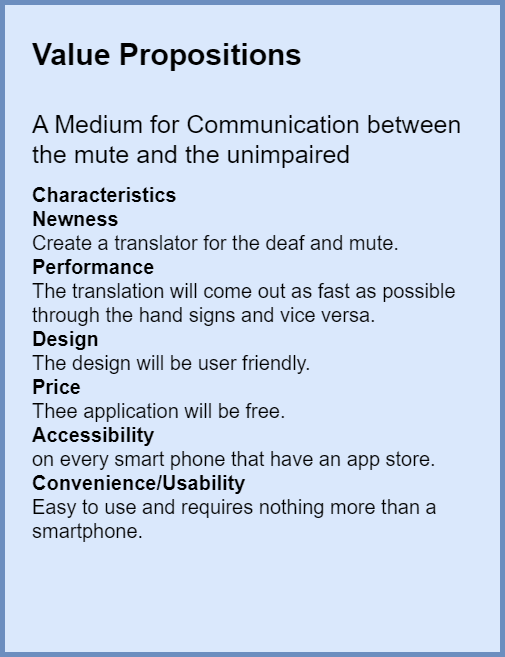 Value Propositions
A Medium for Communication between
the mute and the unimpaired
Characteristics
Newness
Create a translator for the deaf and mute.
Performance
The translation will come out as fast as possible
through the hand signs and vice versa.
Design
The design will be user friendly.
Price
Thee application will be free.
Accessibility
on every smart phone that have an app store.
Convenience/Usability
Easy to use and requires nothing more than a
smartphone.